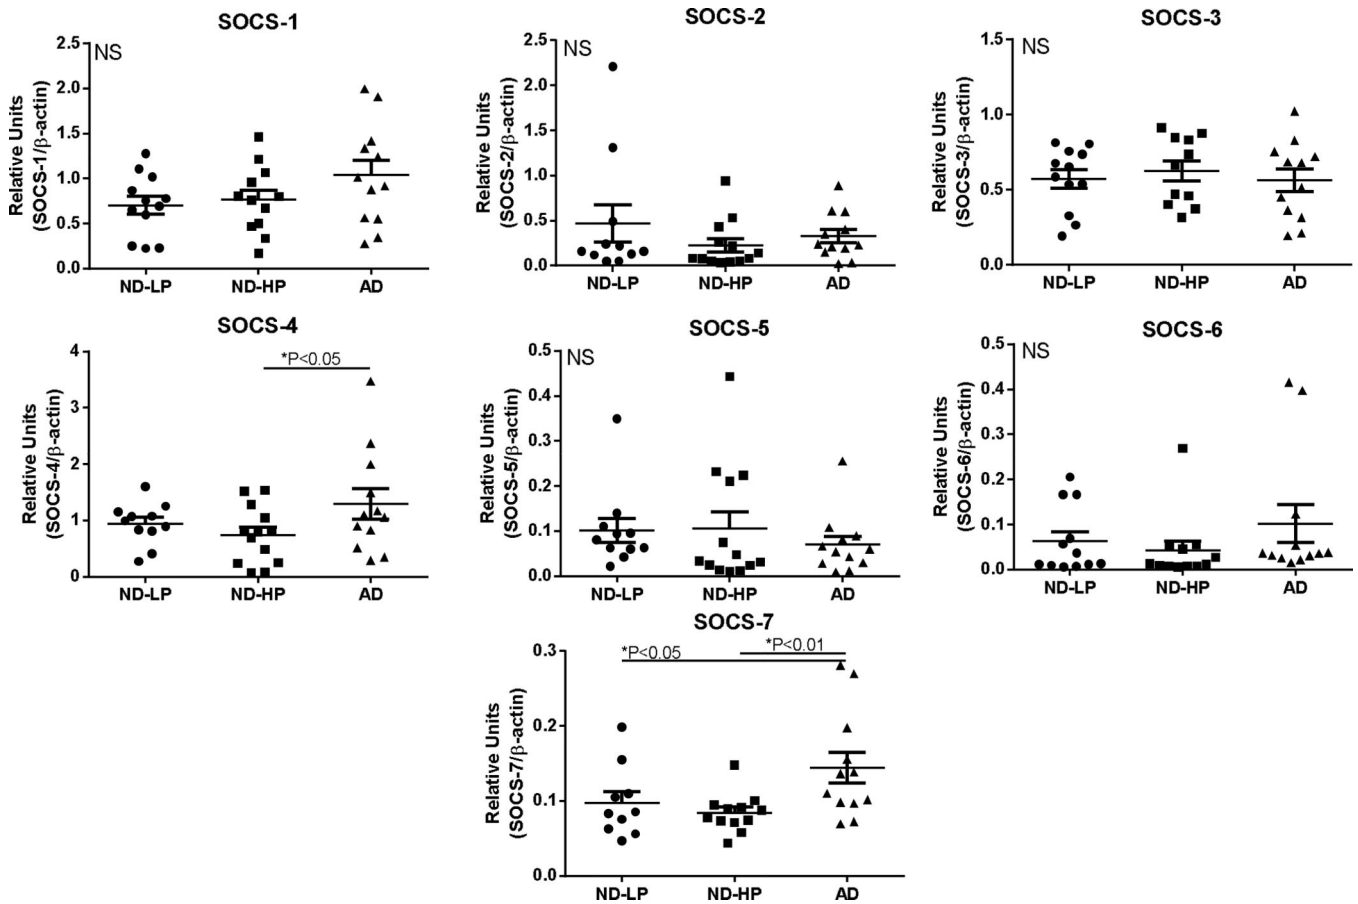 SOCS-1
NS
Relative Units
(SOCS-1/β-actin)
2.5
2.0
1.5
1.0
0.5
0.0
ND-LP ND-HP AD
SOCS-2
NS
Relative Units
(SOCS-2/β-actin)
2.5
2.0
1.5
1.0
0.5
0.0
ND-LP ND-HP AD
SOCS-3
NS
Relative Units
(SOCS-3/β-actin)
1.5
1.0
0.5
0.0
ND-LP ND-HP AD
SOCS-4
*P<0.05
Relative Units
(SOCS-4/β-actin)
4
3
2
1
0
ND-LP ND-HP AD
SOCS-5
NS
Relative Units
(SOCS-5/β-actin)
0.5
0.4
0.3
0.2
0.1
0.0
ND-LP ND-HP AD
SOCS-6
NS
Relative Units
(SOCS-6/β-actin)
0.5
0.4
0.3
0.2
0.1
0.0
ND-LP ND-HP AD
SOCS-7
*P<0.05 *P<0.01
Relative Units
(SOCS-7/β-actin)
0.3
0.2
0.1
0.0
ND-LP ND-HP AD